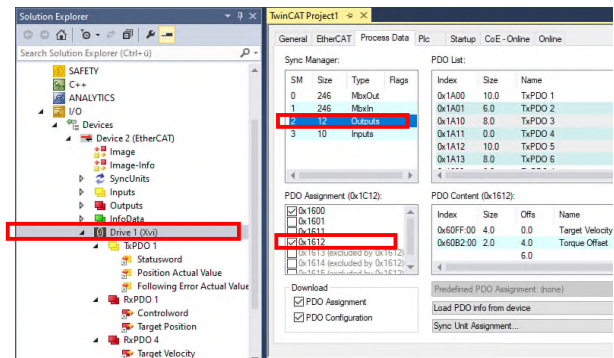 Solution Explorer
Search Solution Explorer (Ctrl+ü)
SAFETY
C++
ANALYTICS
I/O
Devices
Device 2 (EtherCAT)
Image
Image-Info
SyncUnits
Inputs
Outputs
InfoData
Drive 1 (Xvi)
TxPDO 1
Statusword
Position Actual Value
Following Error Actual Value
RxPDO 1
Controlword
Target Position
RxPDO 4
Target Velocity
TwinCAT Project1
General EtherCAT Process Data Plc Startup CoE - Online Online
Sync Manager:
SM Size Type Flags
0 246 MbxOut
1 246 MbxIn
2 12 Outputs
3 10 Inputs
PDO List:
Index Size Name
0x1A00 10.0 TxPDO 1
0x1A01 6.0 TxPDO 2
0x1A10 8.0 TxPDO 3
0x1A11 0.0 TxPDO 4
0x1A12 10.0 TxPDO 5
0x1A13 8.0 TxPDO 6
PDO Assignment (0x1C12):
0x1600
0x1601
0x1611
0x1612
0x1613 (excluded by 0x1612)
0x1614 (excluded by 0x1612)
0x1615 (excluded by 0x1612)
PDO Content (0x1612):
Index Size Offs Name
0x60FF:00 4.0 0.0 Target Velocity
0x60B2:00 2.0 4.0 Torque Offset
6.0
Download
PDO Assignment
PDO Configuration
Predefined PDO Assignment: (none)
Load PDO info from device
Sync Unit Assignment...